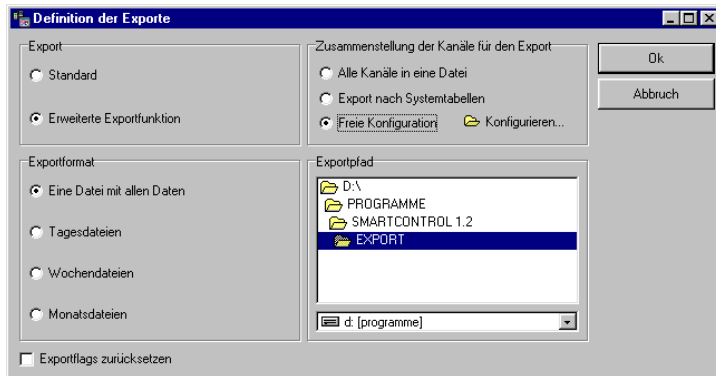 Definition der Exporte
Export
Standard
Erweiterte Exportfunktion
Zusammenstellung der Kanäle für den Export
Alle Kanäle in eine Datei
Export nach Systemtabellen
Freie Konfiguration
Konfigurieren...
Ok
Abbruch
Exportformat
Eine Datei mit allen Daten
Tagesdateien
Wochendateien
Monatsdateien
Exportpfad
D:\
PROGRAMME
SMARTCONTROL 1.2
EXPORT
d: [programme]
Exportflags zurücksetzen